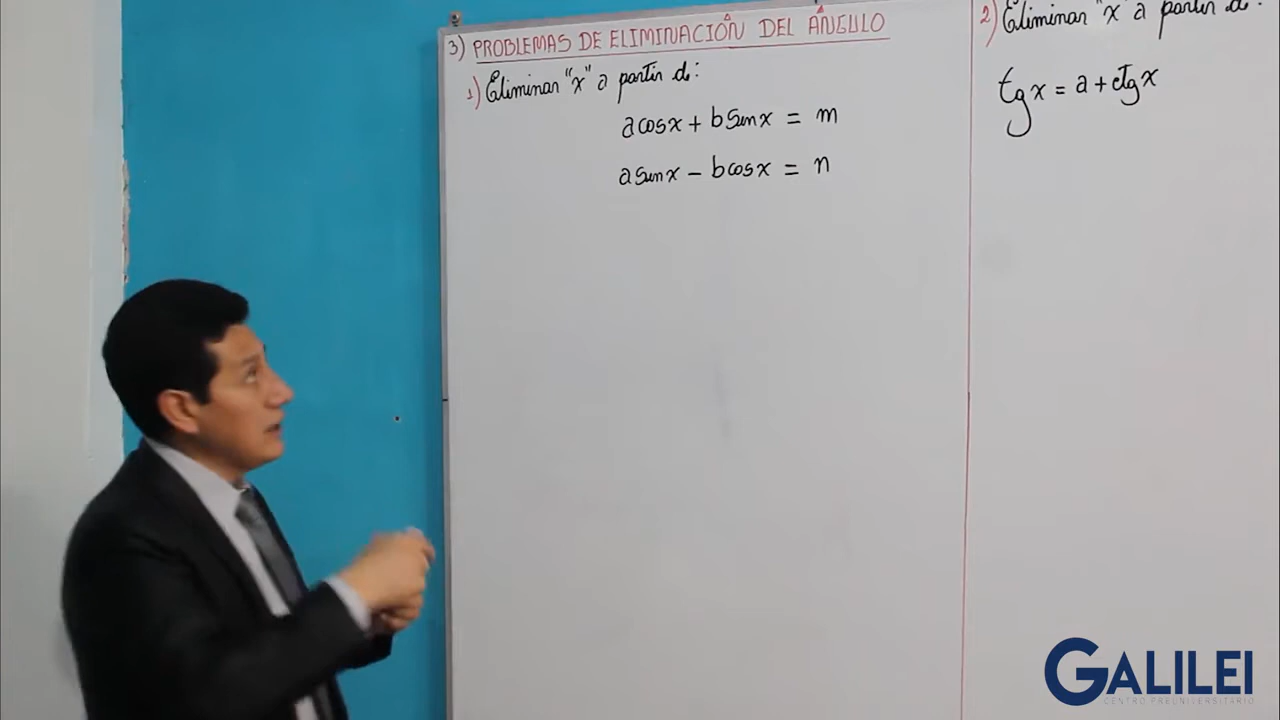 3) PROBLEMAS DE ELIMINACIÓN DEL ÁNGULO
1) Eliminar "x" a partir de:
acosx + bsenx = m
asenx - bcosx = n
2) Eliminar "x" a partir de:
tgx = a + ctgx
GALILEI
CENTRO PREUNIVERSITARIO